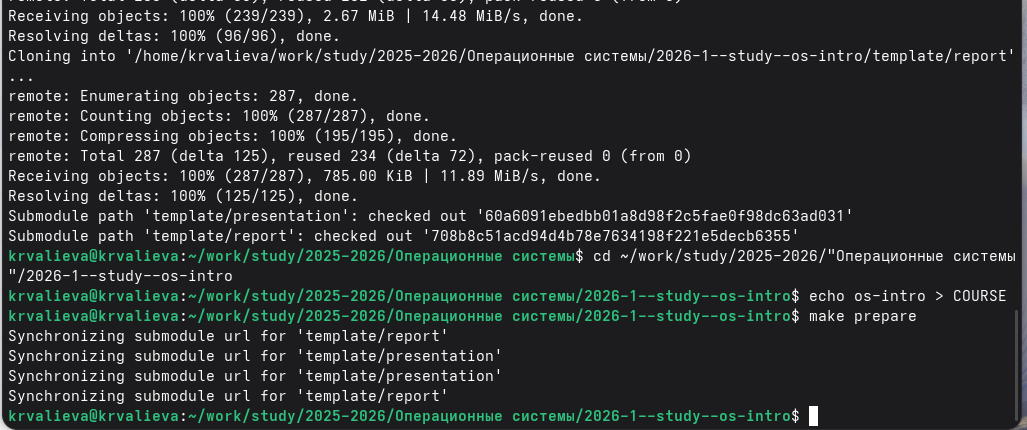 Receiving objects: 100% (239/239), 2.67 MiB | 14.48 MiB/s, done.
Resolving deltas: 100% (96/96), done.
Cloning into '/home/krvalieva/work/study/2025-2026/Операционные системы/2026-1--study--os-intro/template/report'
...
remote: Enumerating objects: 287, done.
remote: Counting objects: 100% (287/287), done.
remote: Compressing objects: 100% (195/195), done.
remote: Total 287 (delta 125), reused 234 (delta 72), pack-reused 0 (from 0)
Receiving objects: 100% (287/287), 785.00 KiB | 11.89 MiB/s, done.
Resolving deltas: 100% (125/125), done.
Submodule path 'template/presentation': checked out '60a6091ebedbb01a8d98f2c5fae0f98dc63ad031'
Submodule path 'template/report': checked out '708b8c51acd94d4b78e7634198f221e5decb6355'
krvalieva@krvalieva:~/work/study/2025-2026/Операционные системы$ cd ~/work/study/2025-2026/"Операционные системы
"/2026-1--study--os-intro
krvalieva@krvalieva:~/work/study/2025-2026/Операционные системы/2026-1--study--os-intro$ echo os-intro > COURSE
krvalieva@krvalieva:~/work/study/2025-2026/Операционные системы/2026-1--study--os-intro$ make prepare
Synchronizing submodule url for 'template/report'
Synchronizing submodule url for 'template/presentation'
Synchronizing submodule url for 'template/presentation'
Synchronizing submodule url for 'template/report'
krvalieva@krvalieva:~/work/study/2025-2026/Операционные системы/2026-1--study--os-intro$